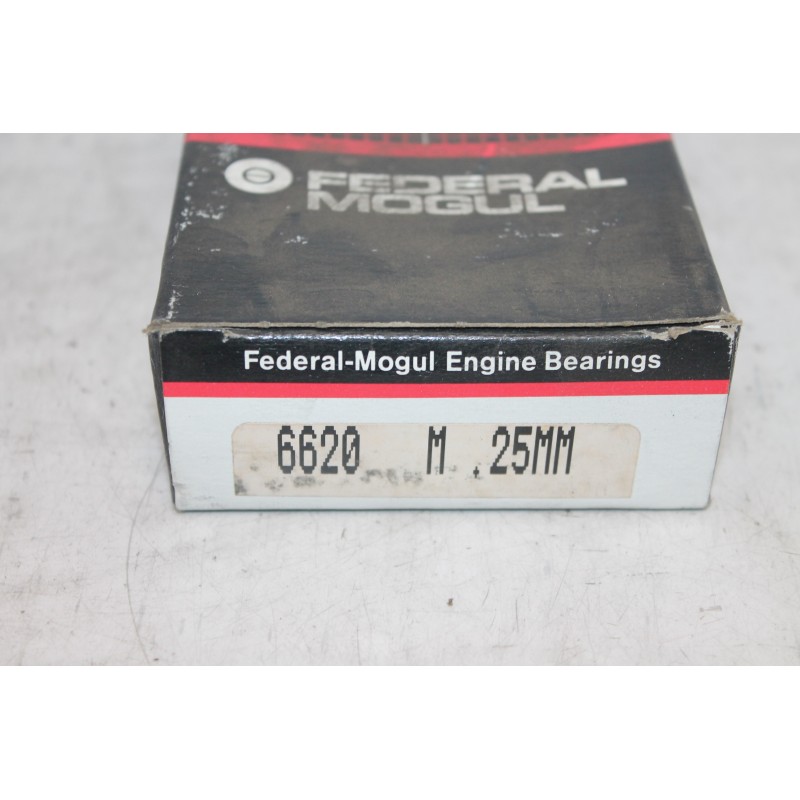 FEDERAL
MOGUL
Federal-Mogul Engine Bearings
6620 M .25MM